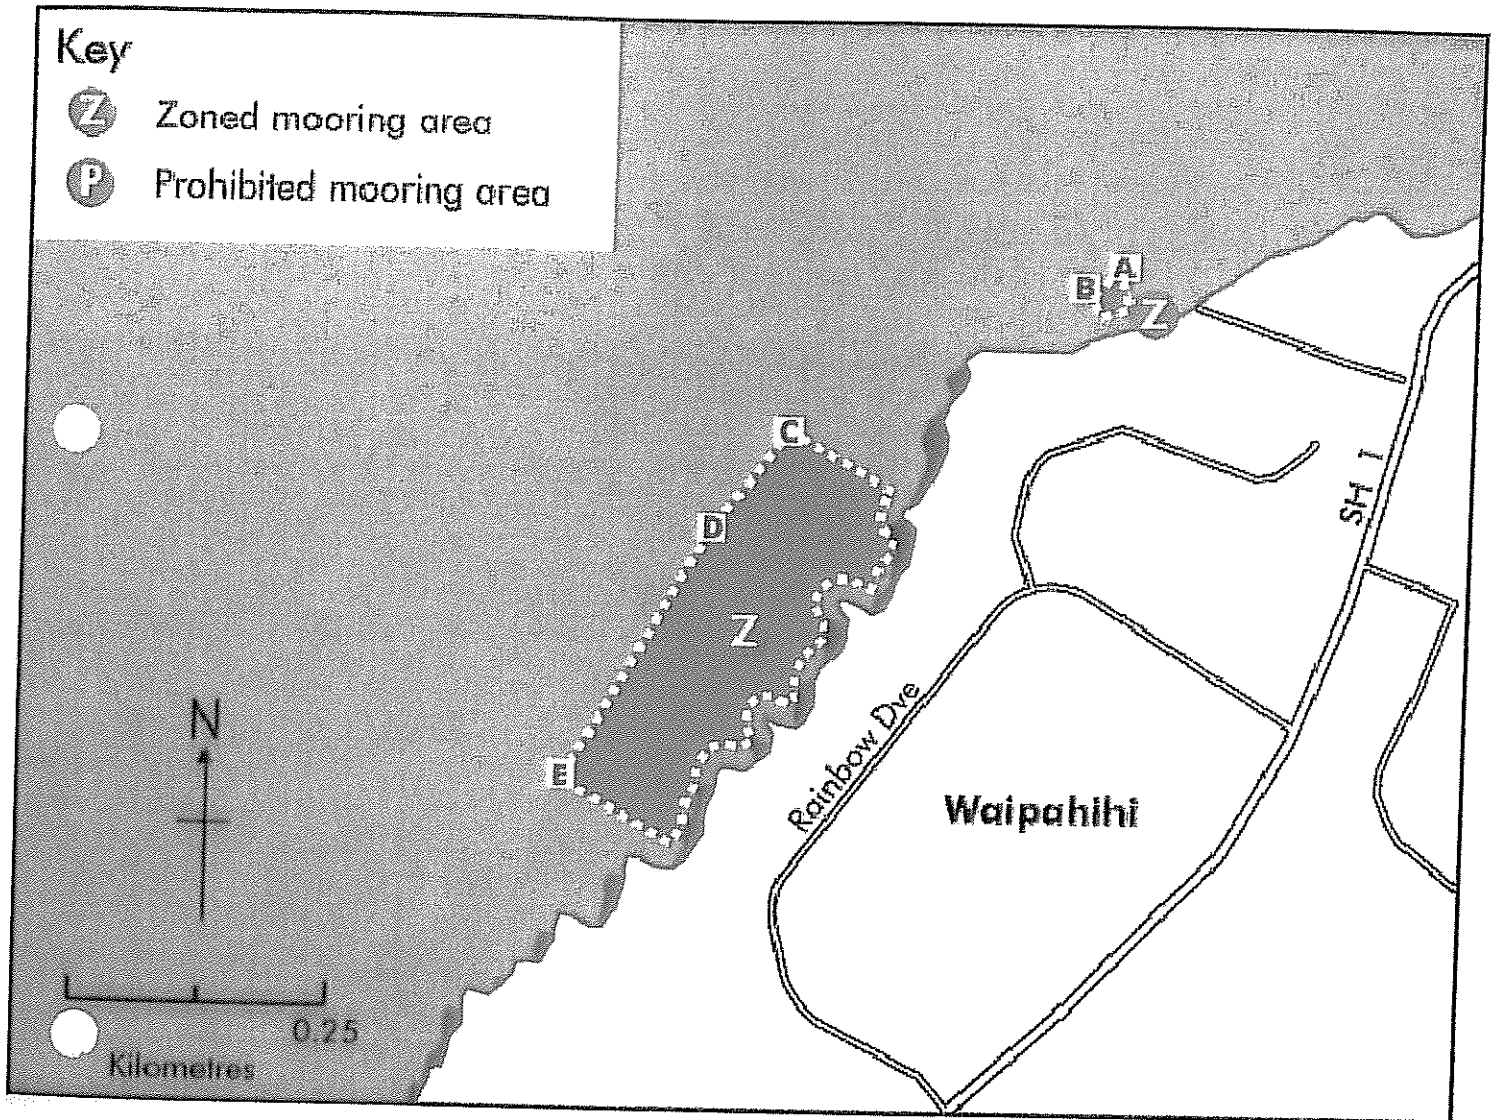 Key
Z Zoned mooring area
P Prohibited mooring area
A
B
Z
C
D
Z
E
SH 1
Rainbow Dve
Waipahihi
N
0.25
Kilometres